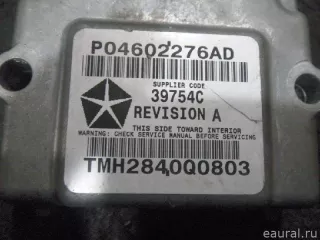 P04602276AD
SUPPLIER CODE
39754C
REVISION A
THIS SIDE TOWARD INTERIOR
WARNING: CHECK SERVICE MANUAL BEFORE SERVICING
TMH2840Q0803
eaural.ru